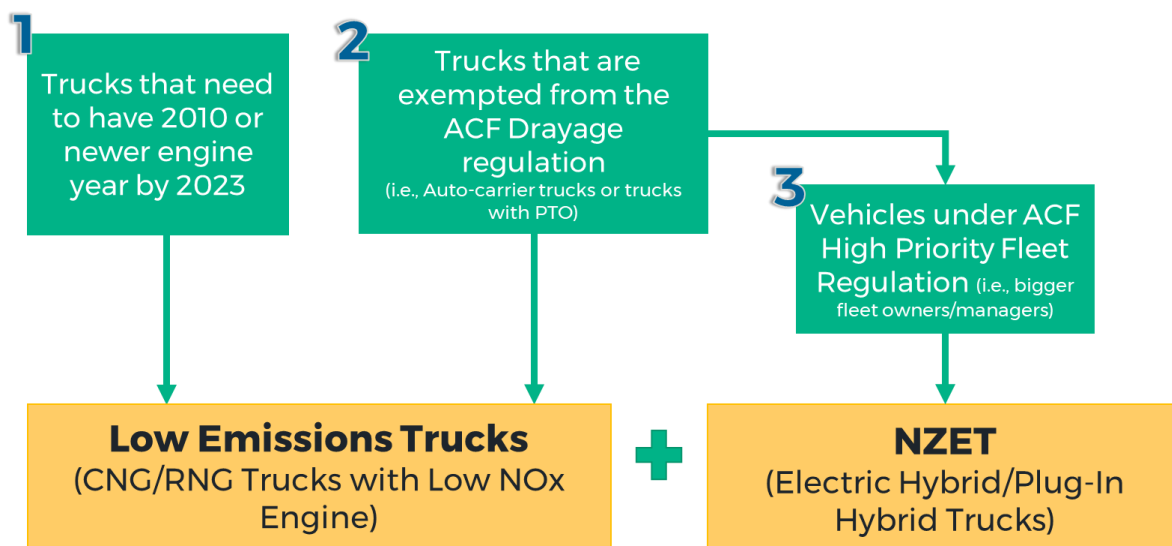 1
Trucks that need
to have 2010 or
newer engine
year by 2023
2
Trucks that are
exempted from the
ACF Drayage
regulation
(i.e., Auto-carrier trucks or trucks
with PTO)
3
Vehicles under ACF
High Priority Fleet
Regulation (i.e., bigger
fleet owners/managers)
Low Emissions Trucks
(CNG/RNG Trucks with Low NOx
Engine)
+
NZET
(Electric Hybrid/Plug-In
Hybrid Trucks)